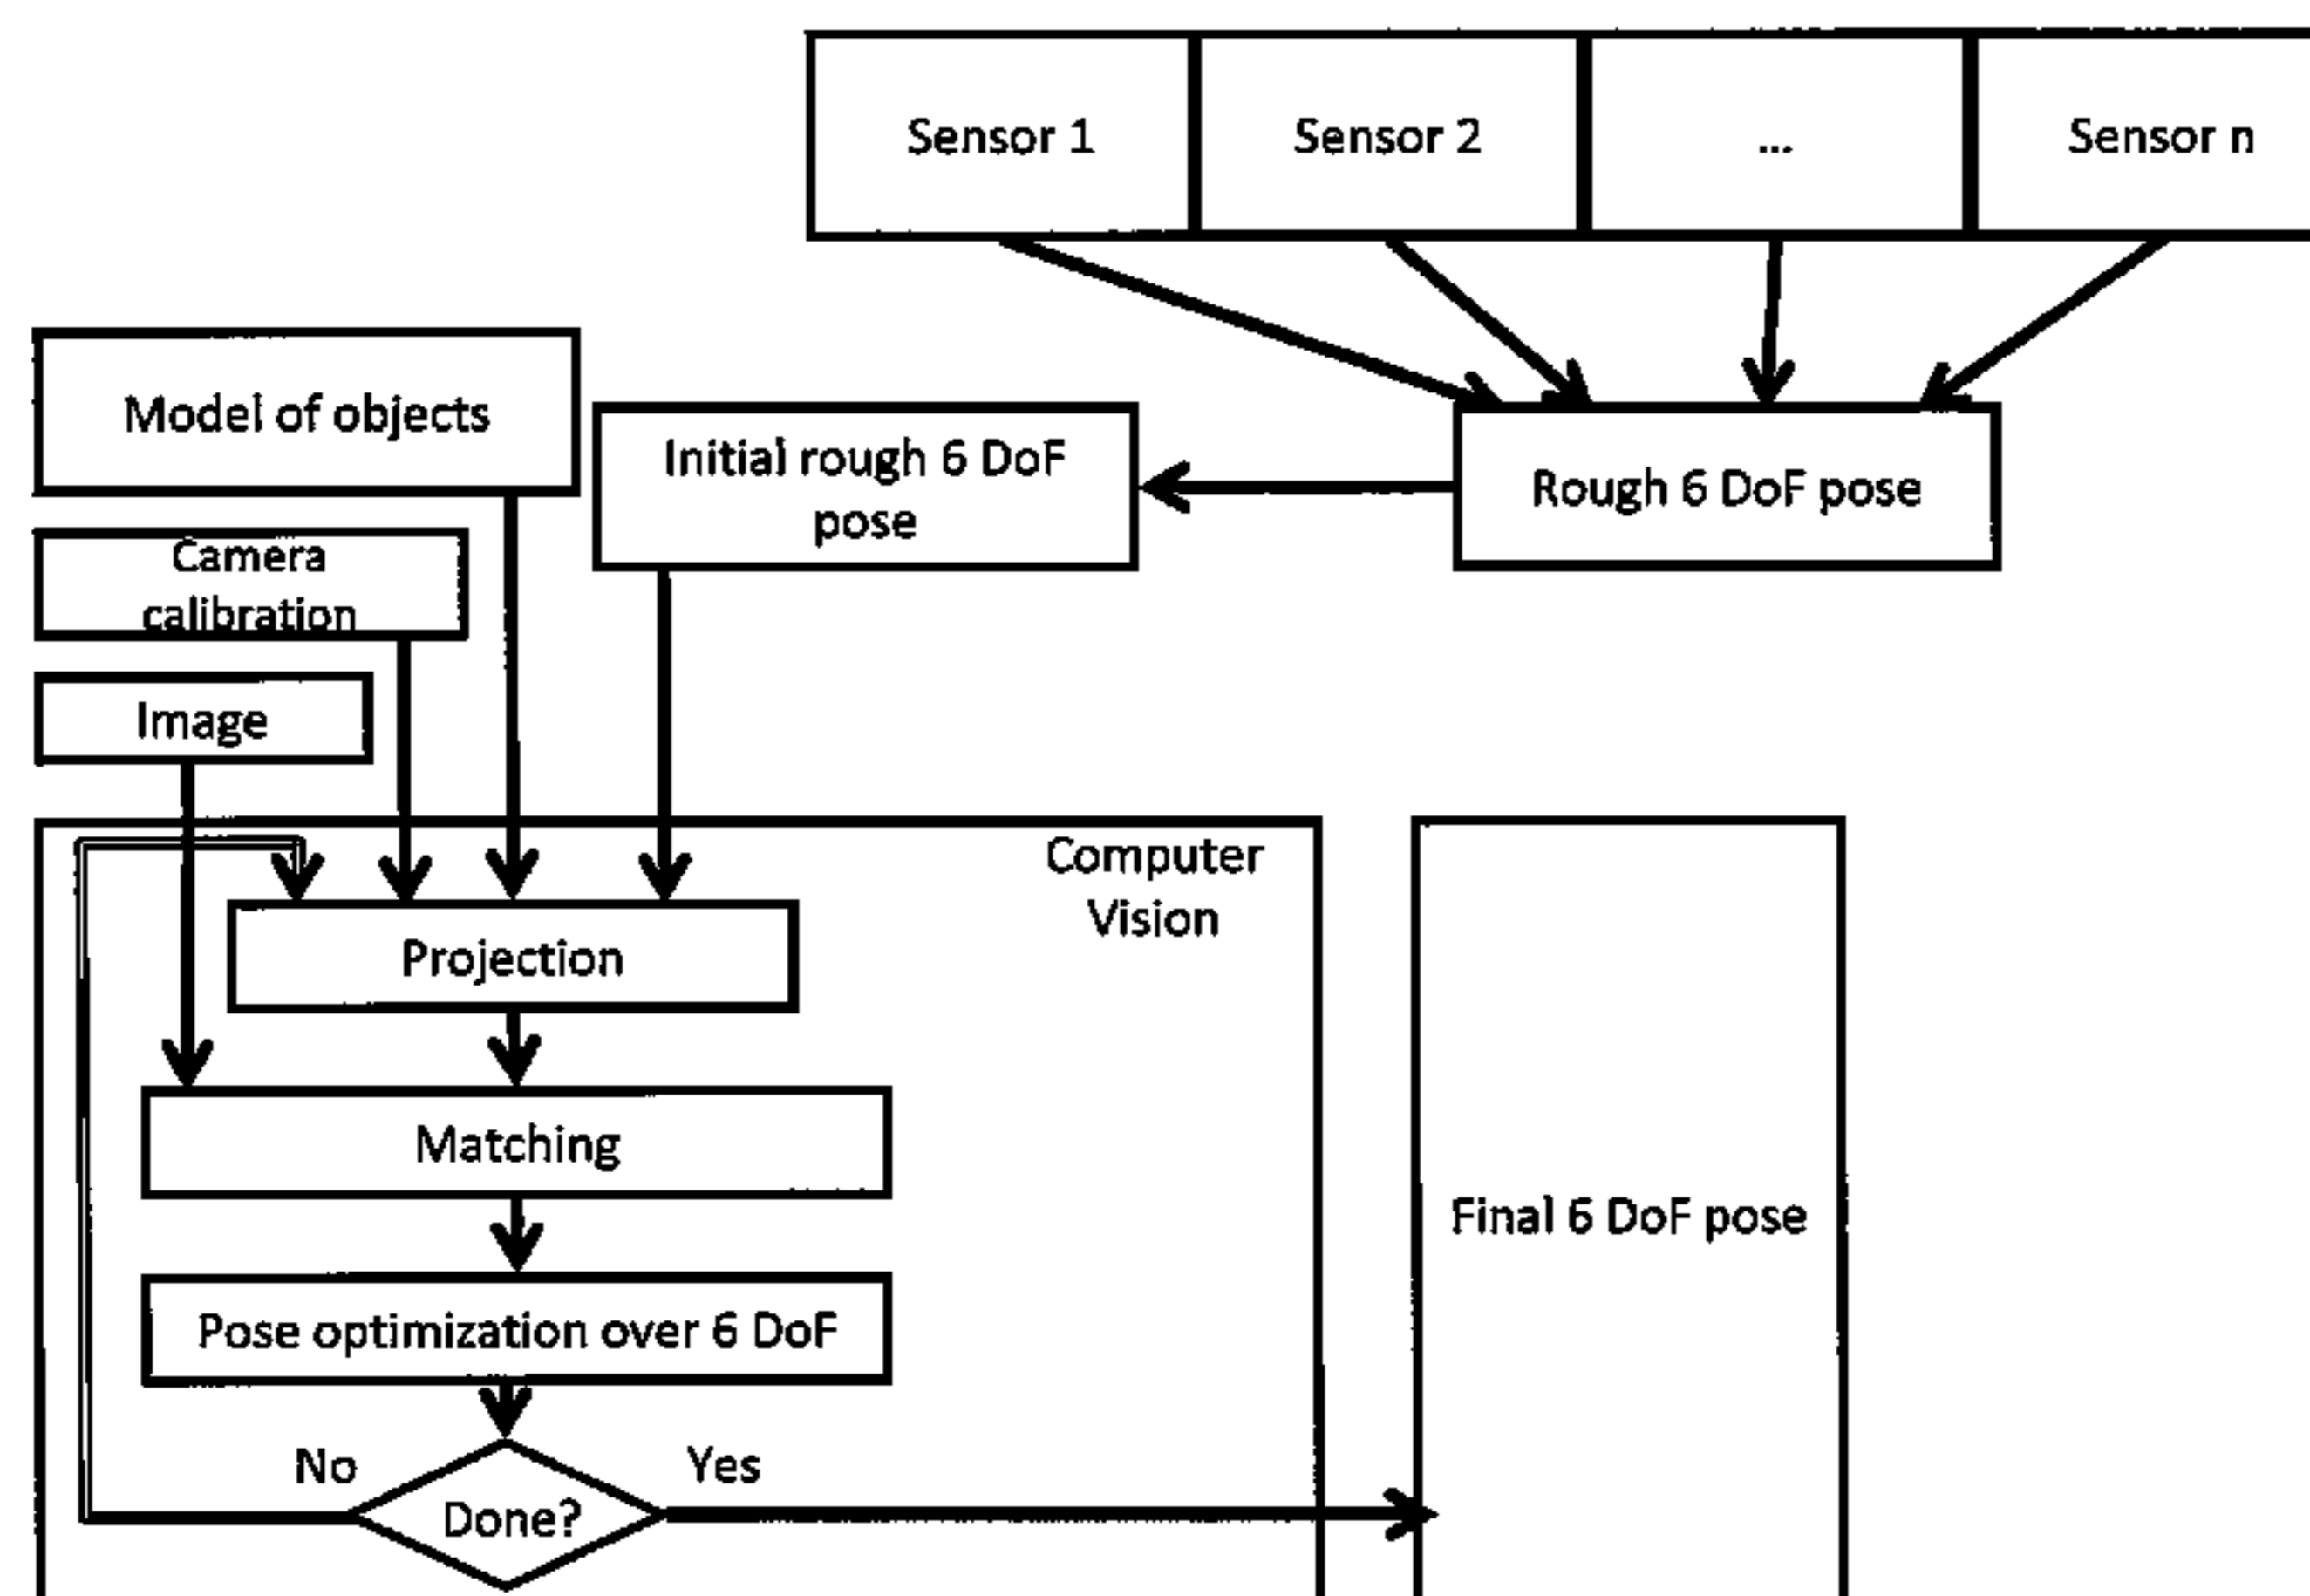 Sensor 1
Sensor 2
...
Sensor n
Model of objects
Initial rough 6 DoF
pose
Rough 6 DoF pose
Camera
calibration
Image
Computer
Vision
Projection
Matching
Pose optimization over 6 DoF
Final 6 DoF pose
No
Yes
Done?